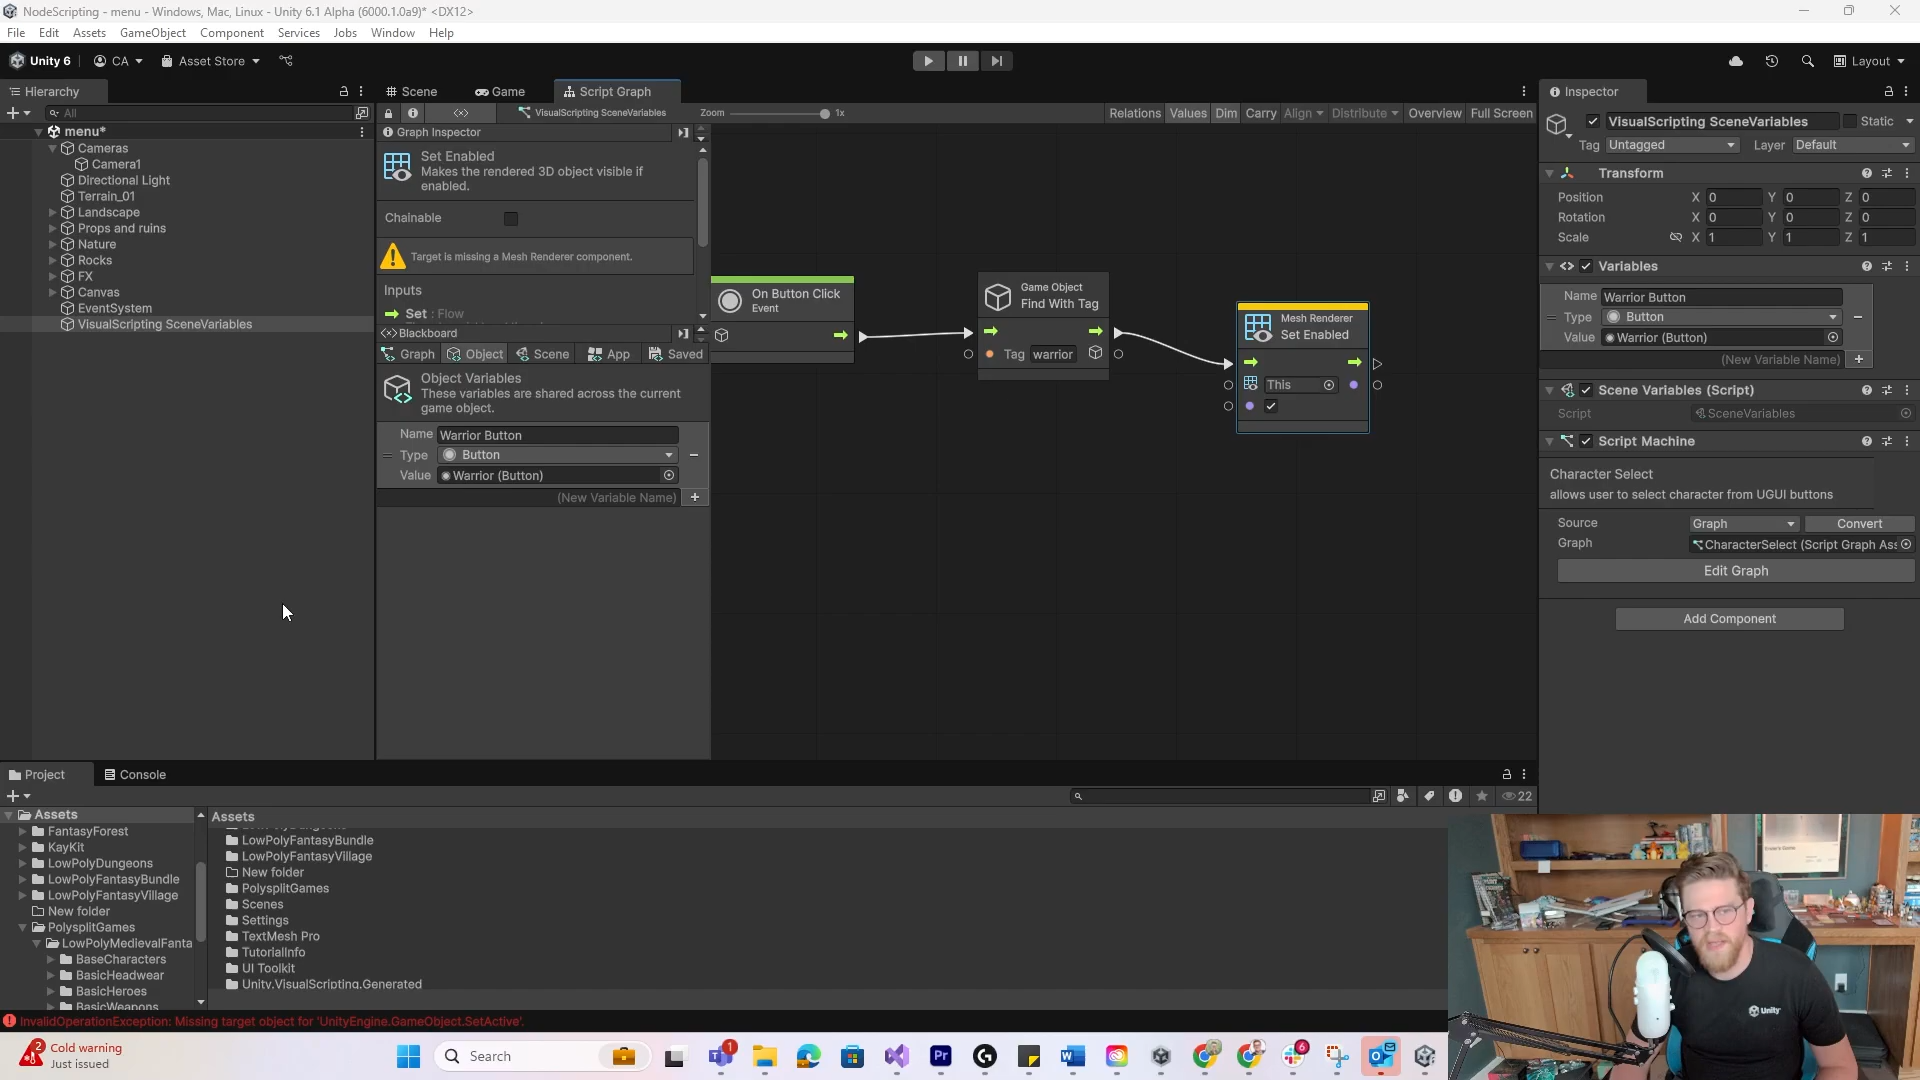 NodeScripting - menu - Windows, Mac, Linux - Unity 6.1 Alpha (6000.1.0a9)* <DX12>
File Edit Assets GameObject Component Services Jobs Window Help
Unity 6 CA Asset Store Layout
Hierarchy
All
menu*
Cameras
Camera1
Directional Light
Terrain_01
Landscape
Props and ruins
Nature
Rocks
FX
Canvas
EventSystem
VisualScripting SceneVariables
Scene Game Script Graph
VisualScripting SceneVariables Zoom 1x Relations Values Dim Carry Align Distribute Overview Full Screen
Graph Inspector
Set Enabled
Makes the rendered 3D object visible if
enabled.
Chainable
Target is missing a Mesh Renderer component.
Inputs
Set : Flow
Blackboard
Graph Object Scene App Saved
Object Variables
These variables are shared across the current
game object.
Name Warrior Button
Type Button
Value Warrior (Button)
(New Variable Name)
On Button Click
Event
Game Object
Find With Tag
Tag warrior
Mesh Renderer
Set Enabled
This
Inspector
VisualScripting SceneVariables Static
Tag Untagged Layer Default
Transform
Position X 0 Y 0 Z 0
Rotation X 0 Y 0 Z 0
Scale X 1 Y 1 Z 1
Variables
Name Warrior Button
Type Button
Value Warrior (Button)
(New Variable Name)
Scene Variables (Script)
Script SceneVariables
Script Machine
Character Select
allows user to select character from UGUI buttons
Source Graph Convert
Graph CharacterSelect (Script Graph Ass
Edit Graph
Add Component
Project Console
22
Assets
FantasyForest
KayKit
LowPolyDungeons
LowPolyFantasyBundle
LowPolyFantasyVillage
New folder
PolysplitGames
LowPolyMedievalFanta
BaseCharacters
BasicHeadwear
BasicHeroes
BasicWeapons
Assets
LowPolyDungeons
LowPolyFantasyBundle
LowPolyFantasyVillage
New folder
PolysplitGames
Scenes
Settings
TextMesh Pro
TutorialInfo
UI Toolkit
Unity.VisualScripting.Generated
InvalidOperationException: Missing target object for 'UnityEngine.GameObject.SetActive'.
2
Cold warning
Just issued
Search
1
Pr
6
Unity